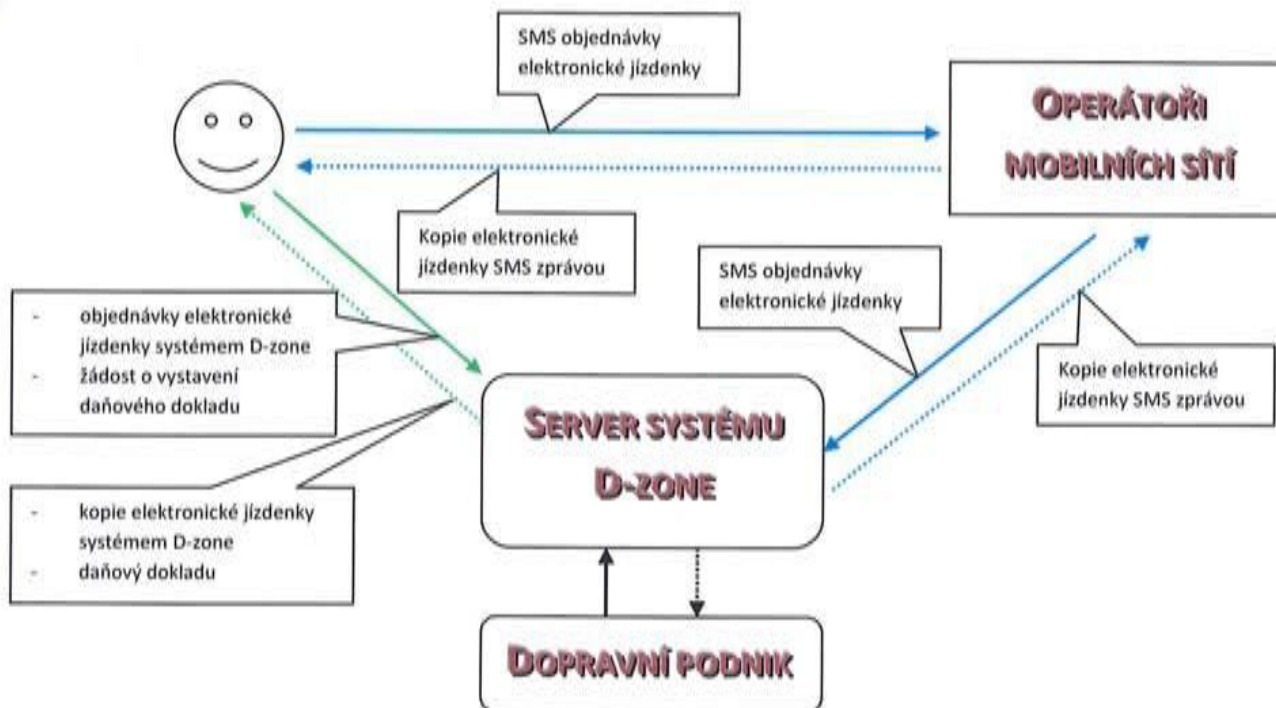 SMS objednávky
elektronické jízdenky
OPERÁTOŘI
MOBILNÍCH SÍTÍ
Kopie elektronické
jízdenky SMS zprávou
SMS objednávky
elektronické jízdenky
- objednávky elektronické
jízdenky systémem D-zone
- žádost o vystavení
daňového dokladu
Kopie elektronické
jízdenky SMS zprávou
SERVER SYSTÉMU
D-ZONE
- kopie elektronické jízdenky
systémem D-zone
- daňový dokladu
DOPRAVNÍ PODNIK